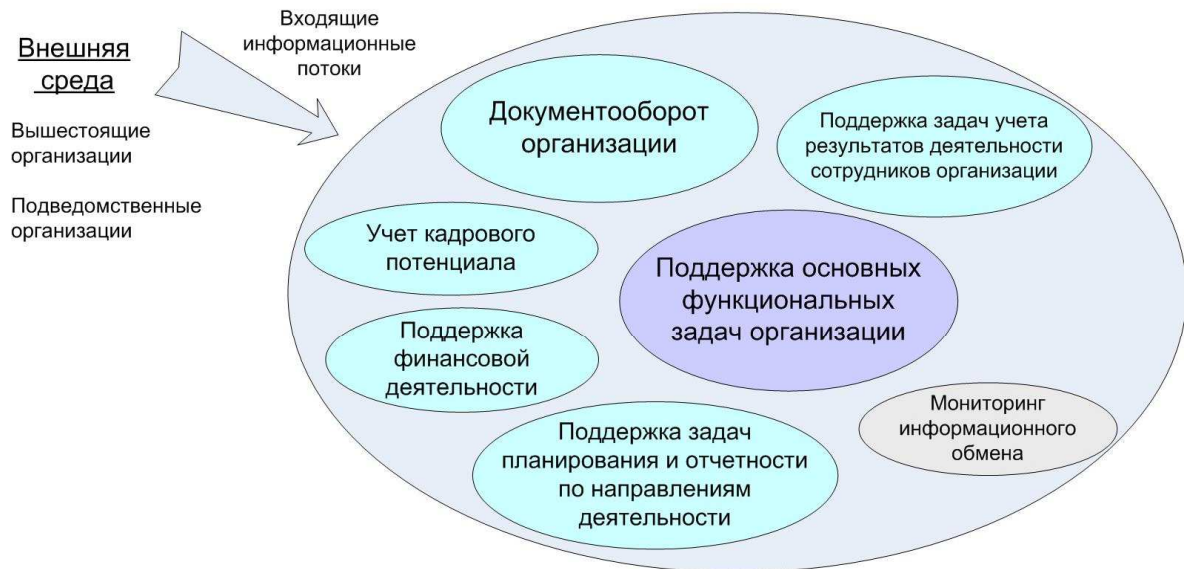 Внешняя
среда
Вышестоящие
организации
Подведомственные
организации
Входящие
информационные
потоки
Документооборот
организации
Поддержка задач учета
результатов деятельности
сотрудников организации
Учет кадрового
потенциала
Поддержка основных
функциональных
задач организации
Поддержка
финансовой
деятельности
Мониторинг
информационного
обмена
Поддержка задач
планирования и отчетности
по направлениям
деятельности